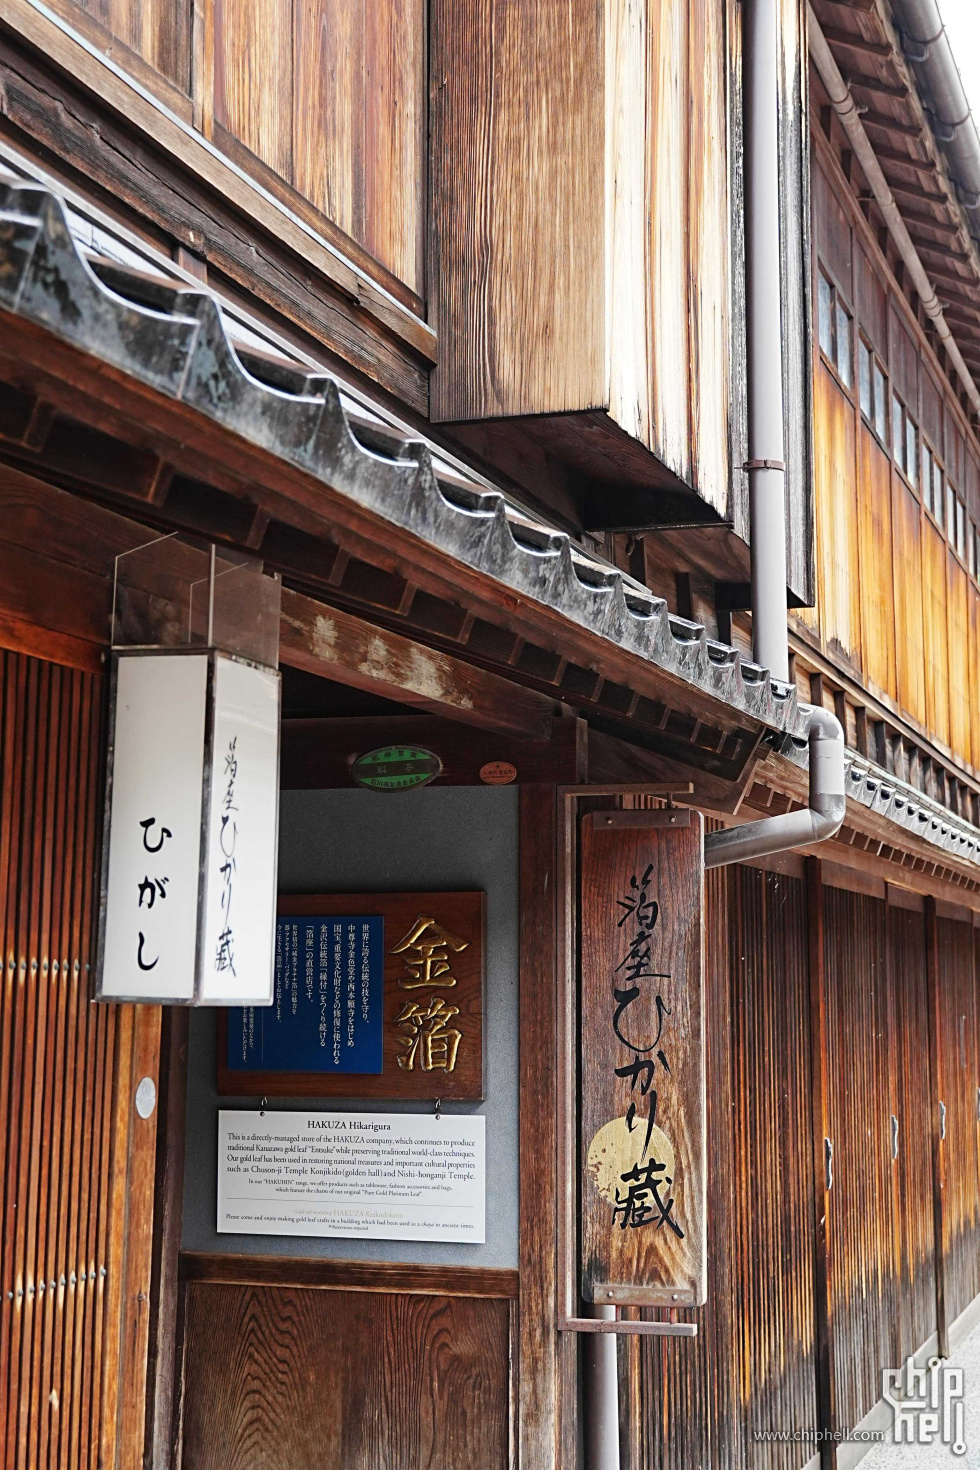 ひがし
箔座ひかり蔵
金箔
世界に誇る伝統の技を守り、
中尊寺金色堂や西本願寺をはじめ
国宝、重要文化財などの修復に使われる
金沢伝統箔「縁付」をつくり続ける
「箔座」の直営店です。
HAKUZA Hikarigura
This is a directly-managed store of the HAKUZA company, which continues to produce
traditional Kanazawa gold leaf "Entsuke" while preserving traditional world-class techniques.
Our gold leaf has been used in restoring national treasures and important cultural properties
such as Chuson-ji Temple Konjikido(golden hall) and Nishi-honganji Temple.
In our "HAKUHIN" range, we offer products such as tableware, fashion accessories and bags,
which feature the charm of our original "Pure Gold Platinum Leaf".
HAKUZA Keikodokoro
Please come and enjoy making gold leaf crafts in a building which had been used as a chaya in ancient times.
*Reservation required
箔座ひかり蔵
chip
hell
www.chiphell.com